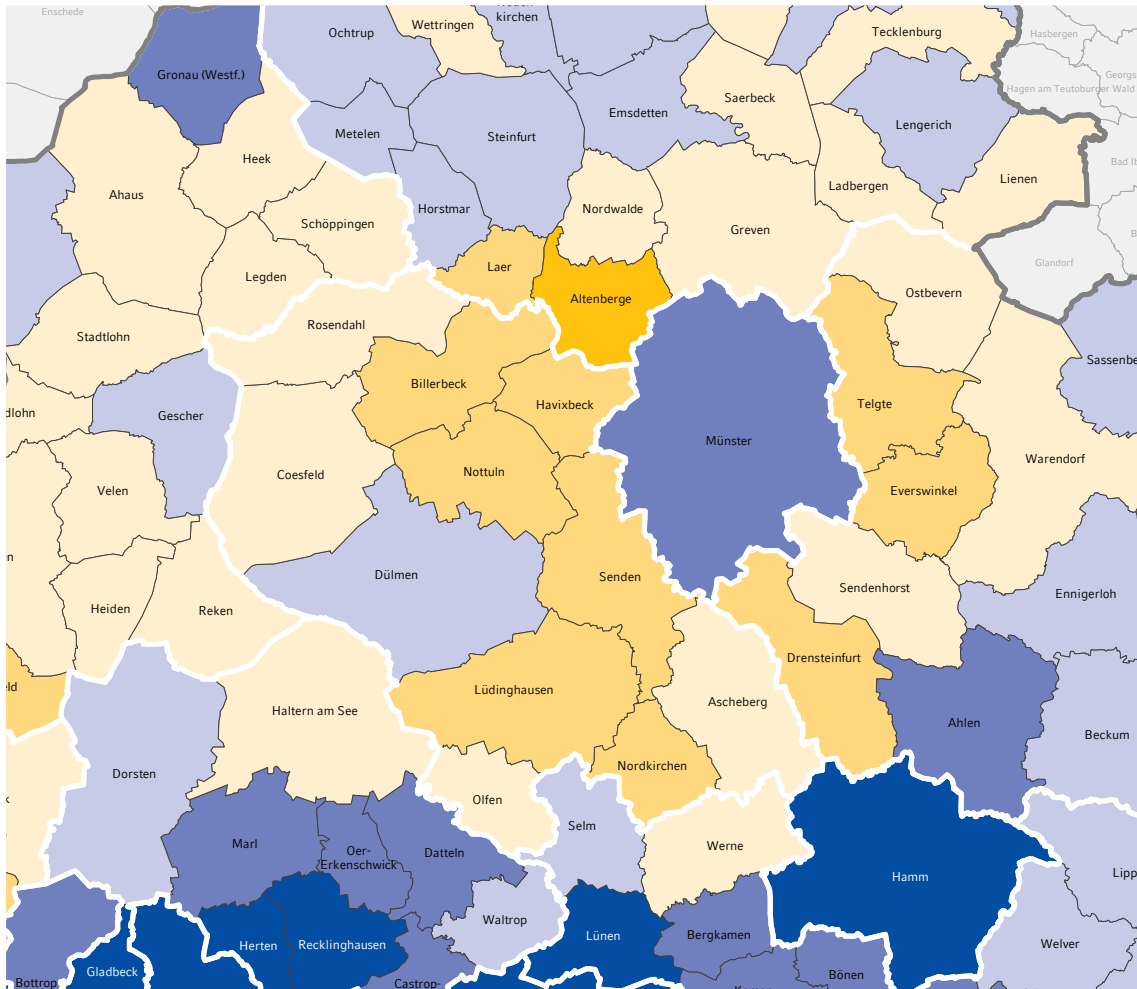 Enschede
kirchen
Wettringen
Ochtrup
Tecklenburg
Hasbergen
Gronau (Westf.)
Georgs
Hagen am Teutoburger Wald
Saerbeck
Emsdetten
Lengerich
Metelen
Steinfurt
Heek
Bad Ib
Lienen
Ladbergen
Ahaus
Horstmar
Nordwalde
Schöppingen
Greven
B
Glandorf
Laer
Legden
Ostbevern
Altenberge
Rosendahl
Stadtlohn
Sassenbe
Billerbeck
Havixbeck
Telgte
dlohn
Gescher
Münster
Warendorf
Nottuln
Coesfeld
Velen
Everswinkel
en
Dülmen
Senden
Sendenhorst
Ennigerloh
Heiden
Reken
Drensteinfurt
eld
Lüdinghausen
Haltern am See
Ascheberg
Ahlen
Beckum
Nordkirchen
Dorsten
k
Olfen
Selm
Marl
Oer-
Erkenschwick
Datteln
Werne
Hamm
Lipp
Waltrop
Herten
Recklinghausen
Lünen
Bergkamen
Welver
Gladbeck
Bönen
Bottrop
Castrop-